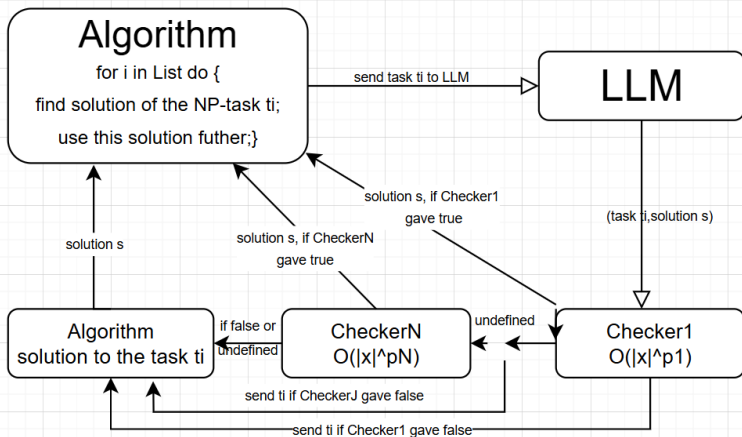 Algorithm
for i in List do {
find solution of the NP-task ti;
use this solution futher;}
send task ti to LLM
LLM
solution s, if Checker1
gave true
(task ti,solution s)
solution s, if CheckerN
gave true
solution s
Algorithm
solution to the task ti
if false or
undefined
CheckerN
O(|x|^pN)
undefined
Checker1
O(|x|^p1)
send ti if CheckerJ gave false
send ti if Checker1 gave false